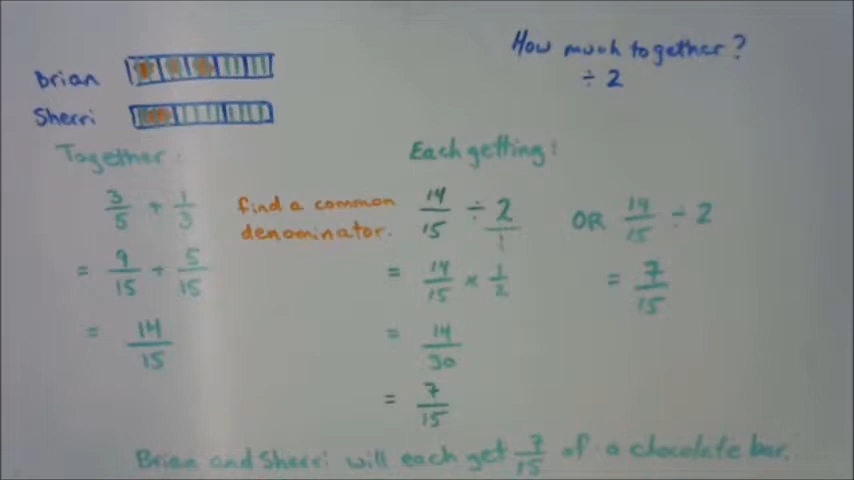 How much together?
÷ 2
Brian
Sherri
Together:
3/5 + 1/3
= 9/15 + 5/15
= 14/15
find a common
denominator.
Each getting:
14/15 ÷ 2/1
= 14/15 × 1/2
= 14/30
= 7/15
OR 14/15 ÷ 2
= 7/15
Brian and Sherri will each get 7/15 of a chocolate bar.